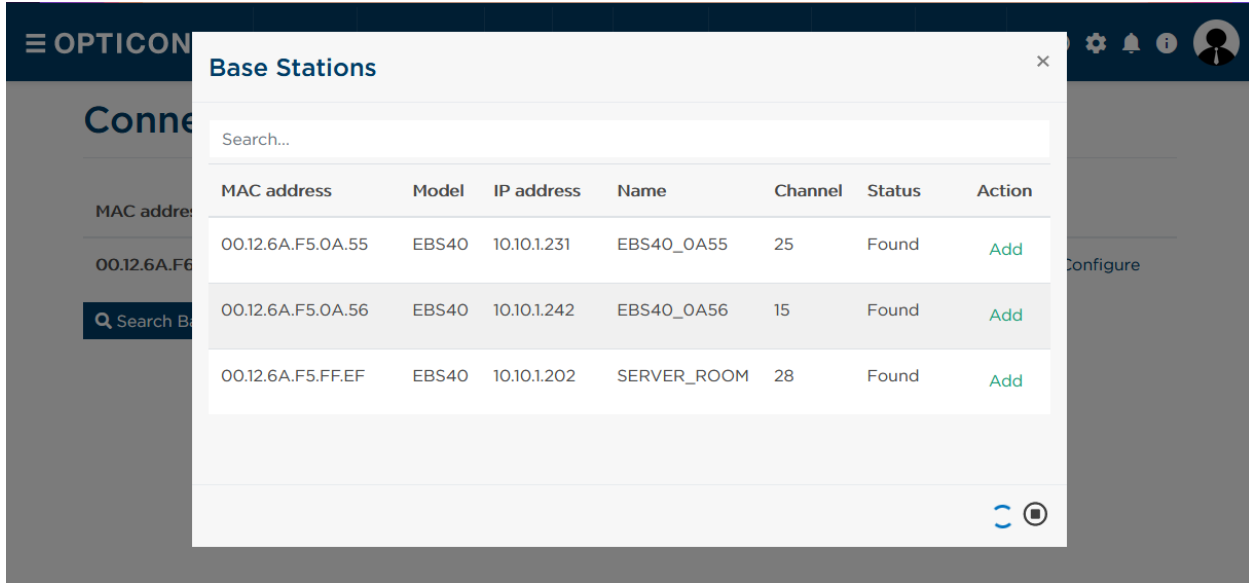 OPTICON
Base Stations
×
Conne
Search...
MAC address Model IP address Name Channel Status Action
MAC addre
00.12.6A.F5.0A.55 EBS40 10.10.1.231 EBS40_0A55 25 Found Add
00.12.6A.F6 Configure
00.12.6A.F5.0A.56 EBS40 10.10.1.242 EBS40_0A56 15 Found Add
Search Ba
00.12.6A.F5.FF.EF EBS40 10.10.1.202 SERVER_ROOM 28 Found Add